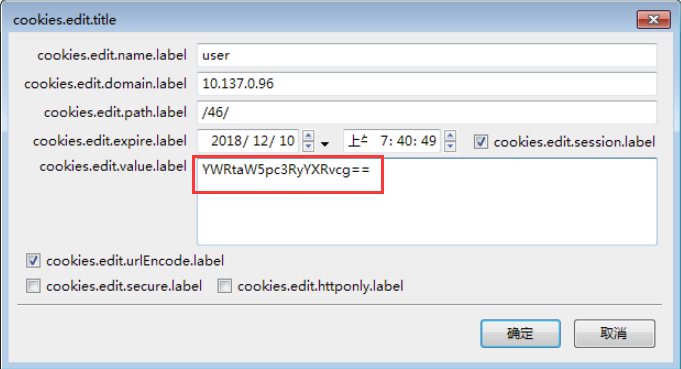 cookies.edit.title
cookies.edit.name.label user
cookies.edit.domain.label 10.137.0.96
cookies.edit.path.label /46/
cookies.edit.expire.label 2018/ 12/ 10 上午 7: 40: 49 cookies.edit.session.label
cookies.edit.value.label YWRtaW5pc3RyYXRvcg==
cookies.edit.urlEncode.label
cookies.edit.secure.label cookies.edit.httponly.label
确定 取消